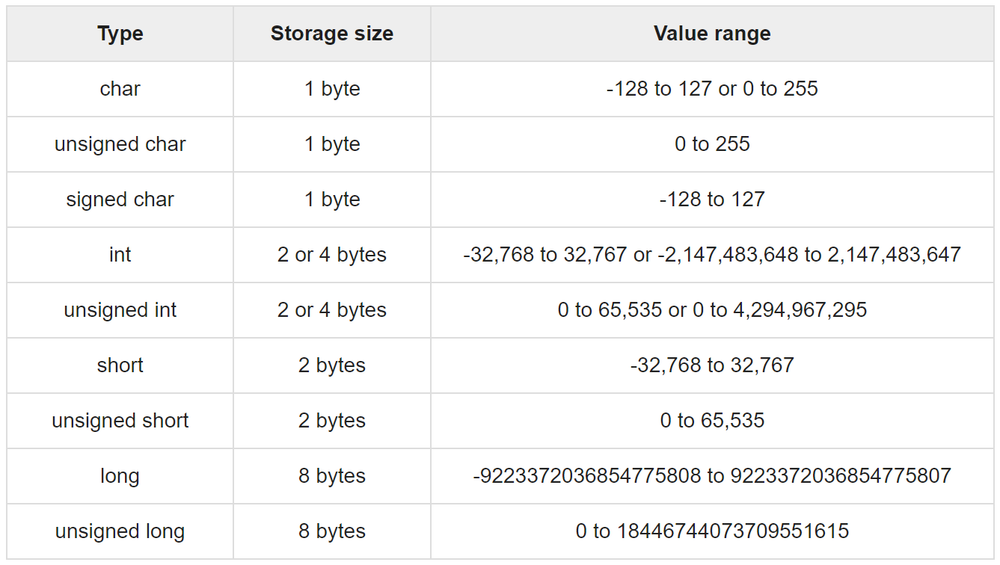 Type Storage size Value range
char 1 byte -128 to 127 or 0 to 255
unsigned char 1 byte 0 to 255
signed char 1 byte -128 to 127
int 2 or 4 bytes -32,768 to 32,767 or -2,147,483,648 to 2,147,483,647
unsigned int 2 or 4 bytes 0 to 65,535 or 0 to 4,294,967,295
short 2 bytes -32,768 to 32,767
unsigned short 2 bytes 0 to 65,535
long 8 bytes -9223372036854775808 to 9223372036854775807
unsigned long 8 bytes 0 to 18446744073709551615